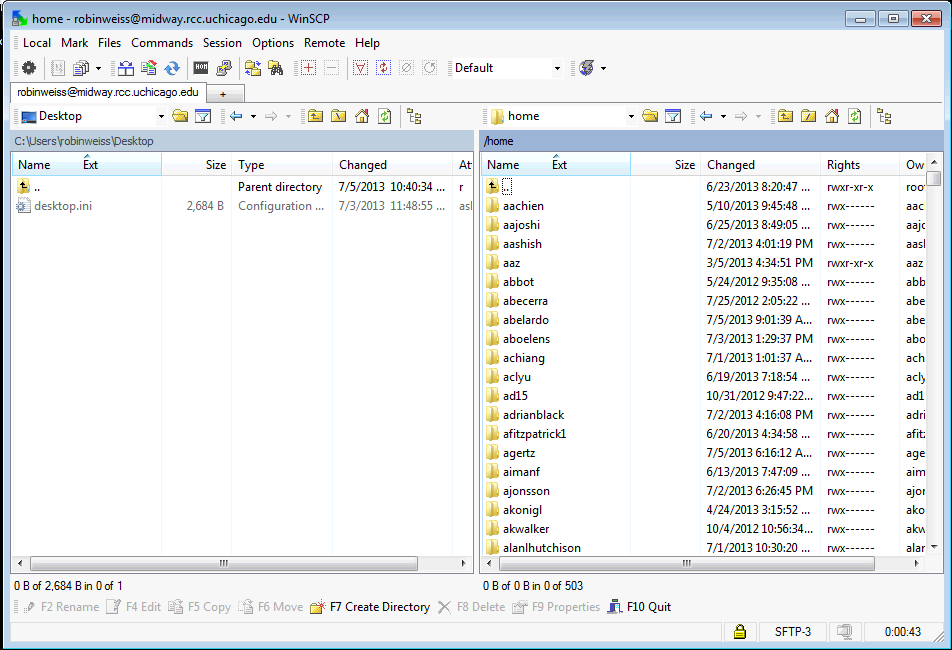 home - robinweiss@midway.rcc.uchicago.edu - WinSCP
Local Mark Files Commands Session Options Remote Help
Default
robinweiss@midway.rcc.uchicago.edu +
Desktop home
C:\Users\robinweiss\Desktop /home
Name Ext Size Type Changed At Name Ext Size Changed Rights Ow
.. Parent directory 7/5/2013 10:40:34 ... r .. 6/23/2013 8:20:47 ... rwxr-xr-x roo
desktop.ini 2,684 B Configuration ... 7/3/2013 11:48:55 ... asl aachien 5/10/2013 9:45:48 ... rwx------ aac
aajoshi 6/25/2013 8:49:05 ... rwx------ aajo
aashish 7/2/2013 4:01:19 PM rwx------ aasl
aaz 3/5/2013 4:34:51 PM rwxr-xr-x aaz
abbot 5/24/2012 9:35:08 ... rwx------ abb
abecerra 7/25/2012 2:05:22 ... rwx------ abe
abelardo 7/5/2013 9:01:39 A... rwx------ abe
aboelens 7/3/2013 1:29:37 PM rwx------ abo
achiang 7/1/2013 1:01:37 A... rwx------ ach
aclyu 6/19/2013 7:18:54 ... rwx------ acly
ad15 10/31/2012 9:47:22... rwx------ ad1
adrianblack 7/2/2013 4:16:08 PM rwx------ adri
afitzpatrick1 6/20/2013 4:34:58 ... rwx------ afit
agertz 7/5/2013 6:16:12 A... rwx------ age
aimanf 6/13/2013 7:47:09 ... rwx------ aim
ajonsson 7/2/2013 6:26:45 PM rwx------ ajor
akonigl 4/24/2013 3:15:52 ... rwx------ ako
akwalker 10/4/2012 10:56:34... rwx------ akw
alanlhutchison 7/1/2013 10:30:20 ... rwx------ alar
0 B of 2,684 B in 0 of 1 0 B of 0 B in 0 of 503
F2 Rename F4 Edit F5 Copy F6 Move F7 Create Directory F8 Delete F9 Properties F10 Quit
SFTP-3 0:00:43